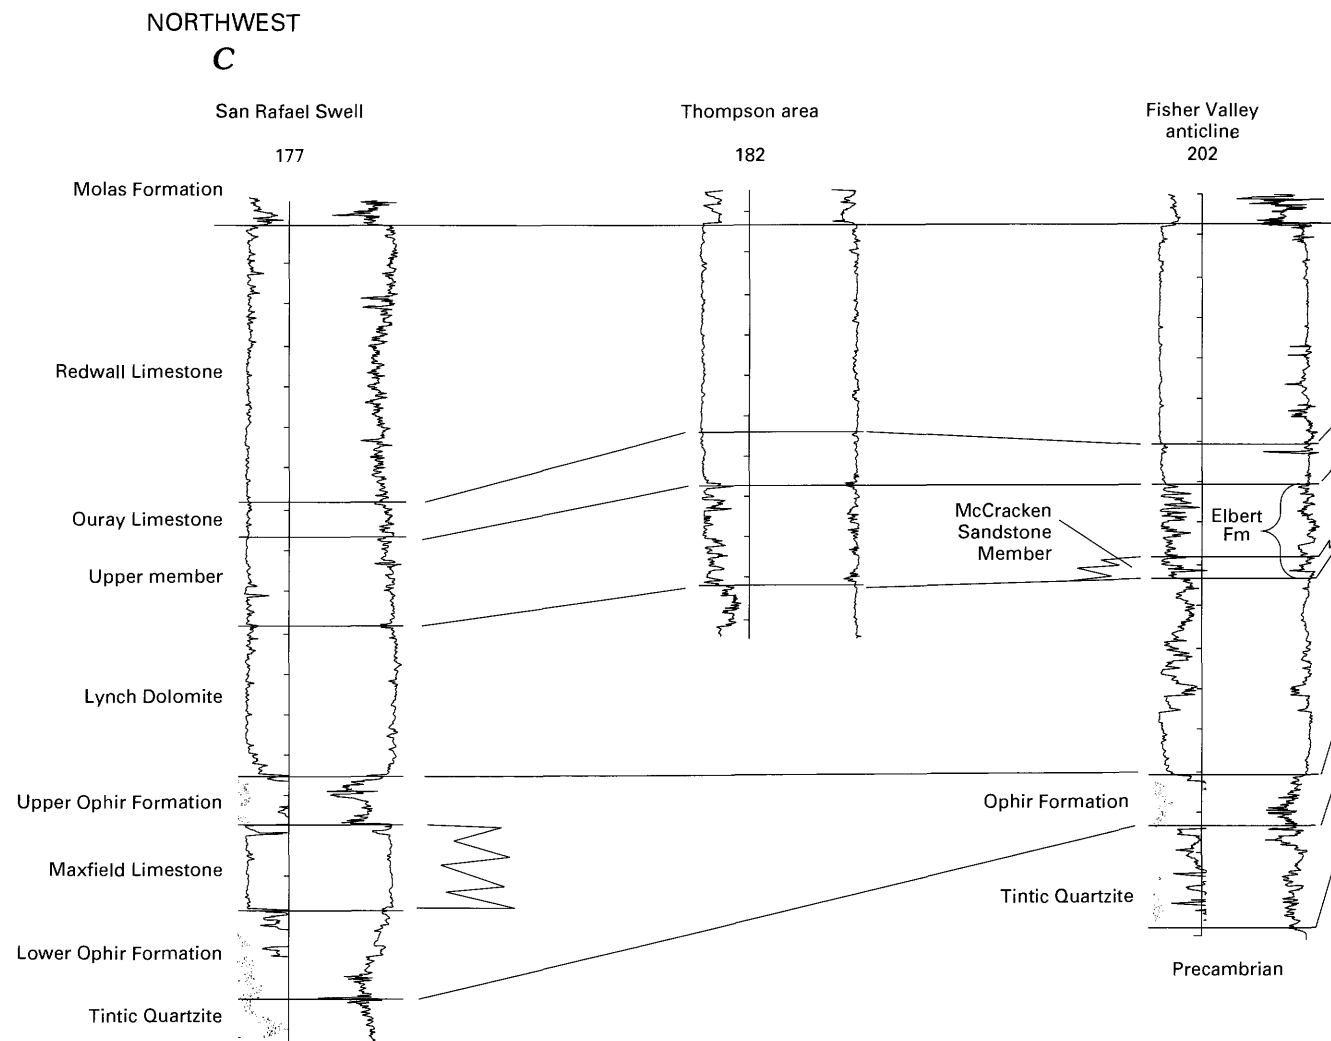 NORTHWEST
C
San Rafael Swell
177
Thompson area
182
Fisher Valley
anticline
202
Molas Formation
Redwall Limestone
Ouray Limestone
Upper member
Lynch Dolomite
Upper Ophir Formation
Maxfield Limestone
Lower Ophir Formation
Tintic Quartzite
McCracken
Sandstone
Member
Elbert
Fm
Ophir Formation
Tintic Quartzite
Precambrian